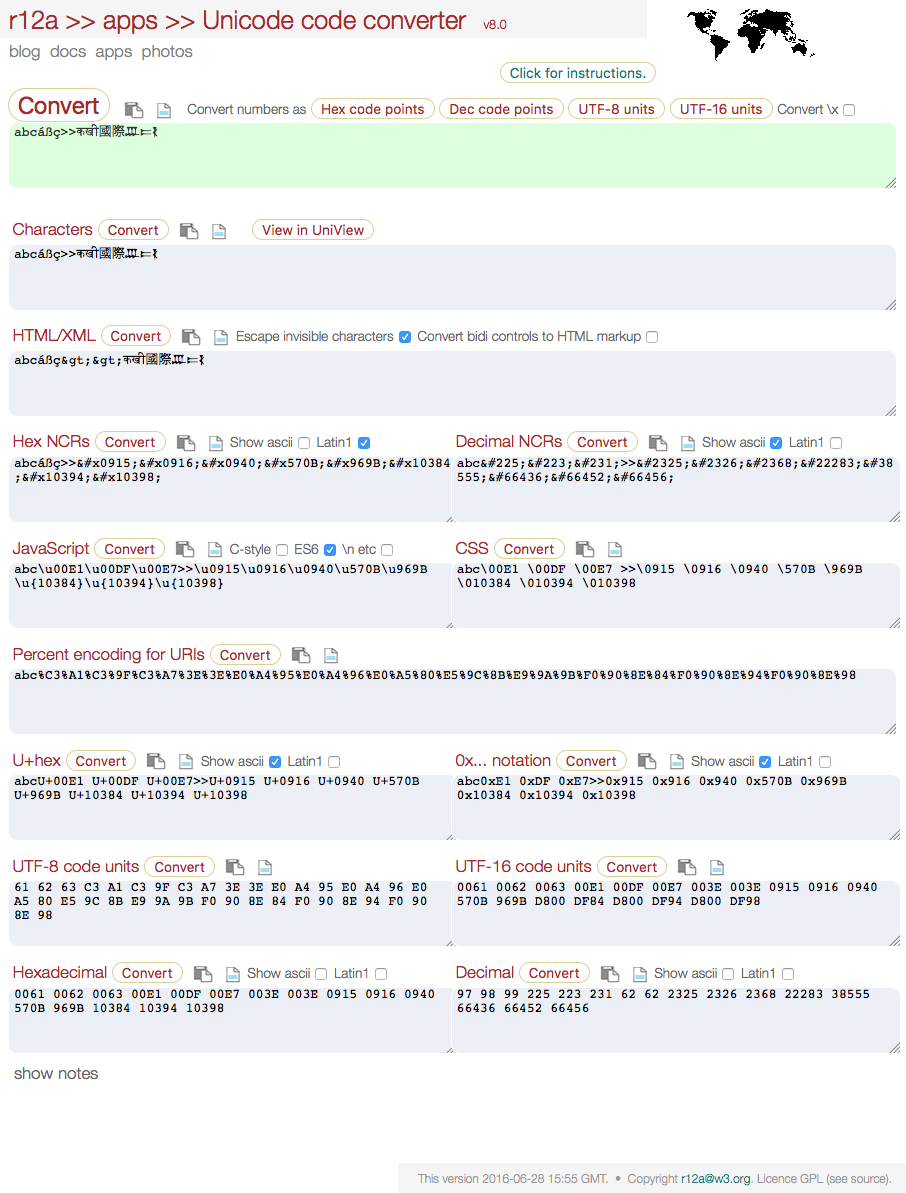 r12a >> apps >> Unicode code converter v8.0
blog docs apps photos
Click for instructions.
Convert Convert numbers as Hex code points Dec code points UTF-8 units UTF-16 units Convert \x
abcáßç>>कखी國際𐎄𐎔𐎘
Characters Convert View in UniView
abcáßç>>कखी國際𐎄𐎔𐎘
HTML/XML Convert Escape invisible characters Convert bidi controls to HTML markup
abcáßç&gt;&gt;कखी國際𐎄𐎔𐎘
Hex NCRs Convert Show ascii Latin1
abcáßç>>&#x0915;&#x0916;&#x0940;&#x570B;&#x969B;&#x10384
;&#x10394;&#x10398;
Decimal NCRs Convert Show ascii Latin1
abc&#225;&#223;&#231;>>&#2325;&#2326;&#2368;&#22283;&#38
555;&#66436;&#66452;&#66456;
JavaScript Convert C-style ES6 \n etc
abc\u00E1\u00DF\u00E7>>\u0915\u0916\u0940\u570B\u969B
\u{10384}\u{10394}\u{10398}
CSS Convert
abc\00E1 \00DF \00E7 >>\0915 \0916 \0940 \570B \969B
\010384 \010394 \010398
Percent encoding for URIs Convert
abc%C3%A1%C3%9F%C3%A7%3E%3E%E0%A4%95%E0%A4%96%E0%A5%80%E5%9C%8B%E9%9A%9B%F0%90%8E%84%F0%90%8E%94%F0%90%8E%98
U+hex Convert Show ascii Latin1
abcU+00E1 U+00DF U+00E7>>U+0915 U+0916 U+0940 U+570B
U+969B U+10384 U+10394 U+10398
0x... notation Convert Show ascii Latin1
abc0xE1 0xDF 0xE7>>0x915 0x916 0x940 0x570B 0x969B
0x10384 0x10394 0x10398
UTF-8 code units Convert
61 62 63 C3 A1 C3 9F C3 A7 3E 3E E0 A4 95 E0 A4 96 E0
A5 80 E5 9C 8B E9 9A 9B F0 90 8E 84 F0 90 8E 94 F0 90
8E 98
UTF-16 code units Convert
0061 0062 0063 00E1 00DF 00E7 003E 003E 0915 0916 0940
570B 969B D800 DF84 D800 DF94 D800 DF98
Hexadecimal Convert Show ascii Latin1
0061 0062 0063 00E1 00DF 00E7 003E 003E 0915 0916 0940
570B 969B 10384 10394 10398
Decimal Convert Show ascii Latin1
97 98 99 225 223 231 62 62 2325 2326 2368 22283 38555
66436 66452 66456
show notes
This version 2016-06-28 15:55 GMT. • Copyright r12a@w3.org. Licence GPL (see source).